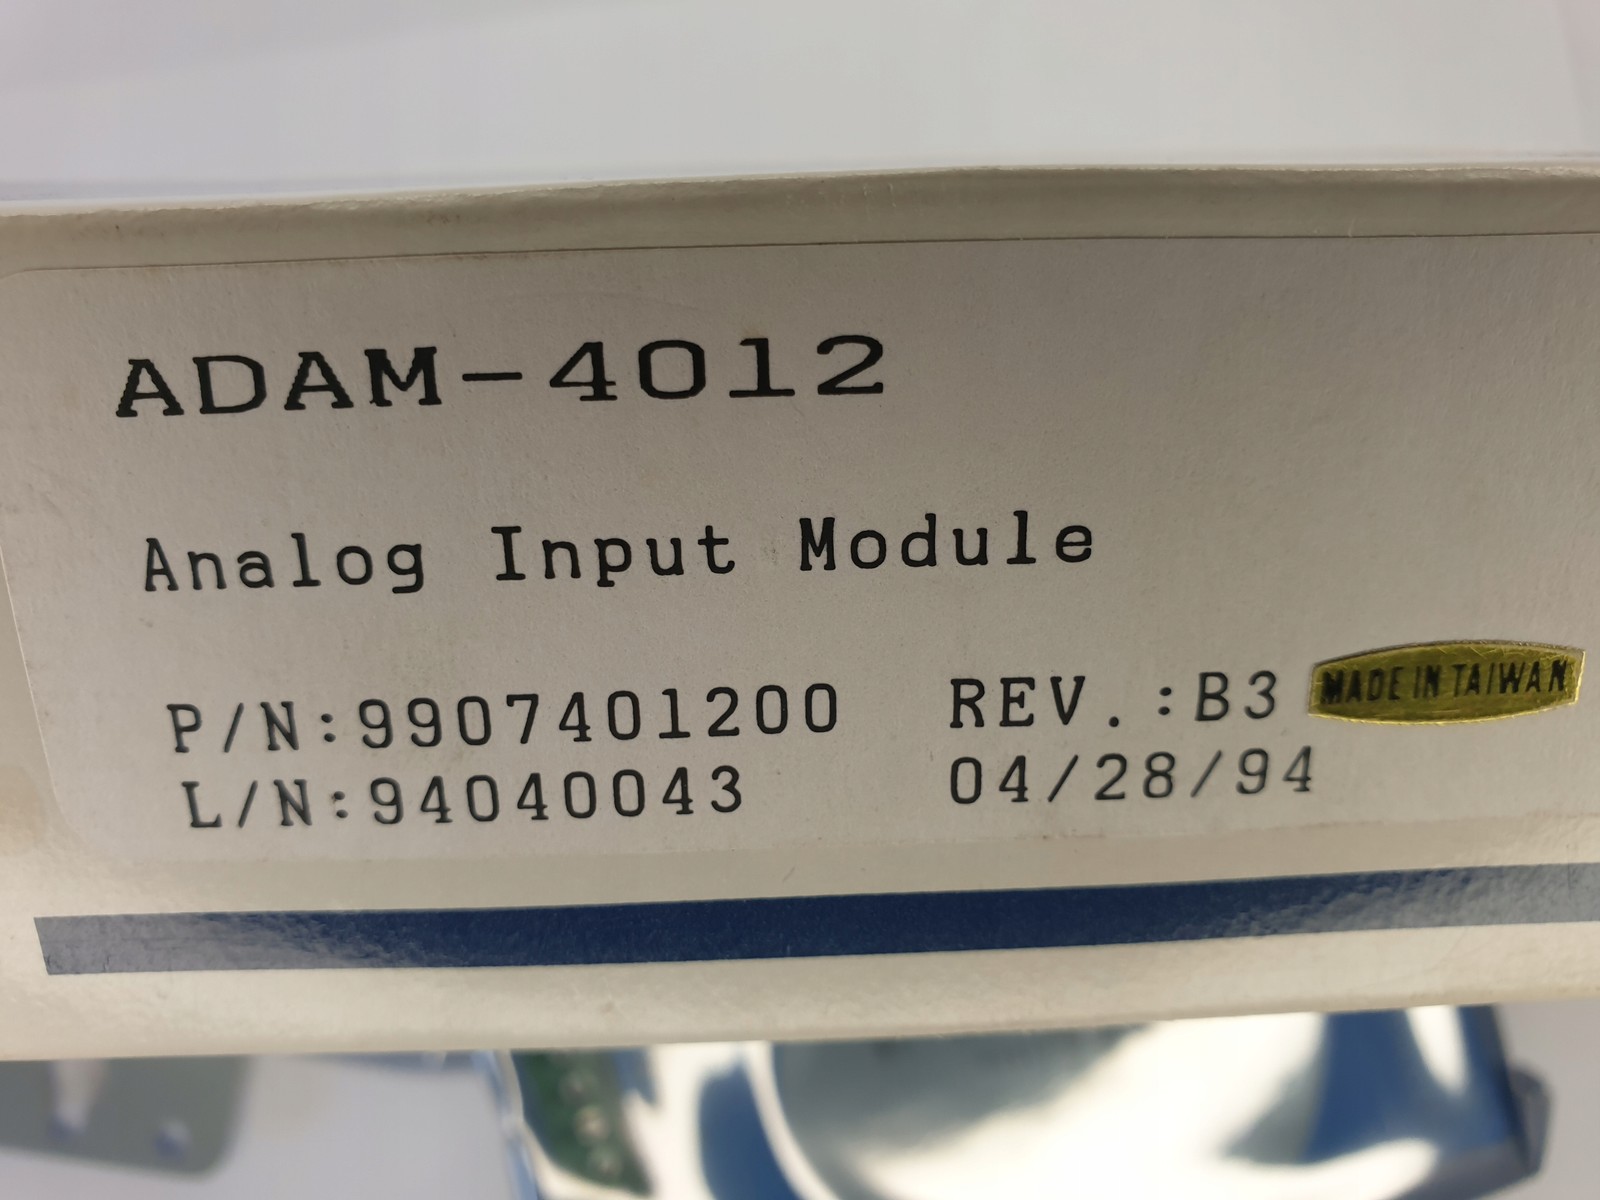 ADAM-4012
Analog Input Module
P/N:9907401200 REV.:B3 MADE IN TAIWAN
L/N:94040043 04/28/94